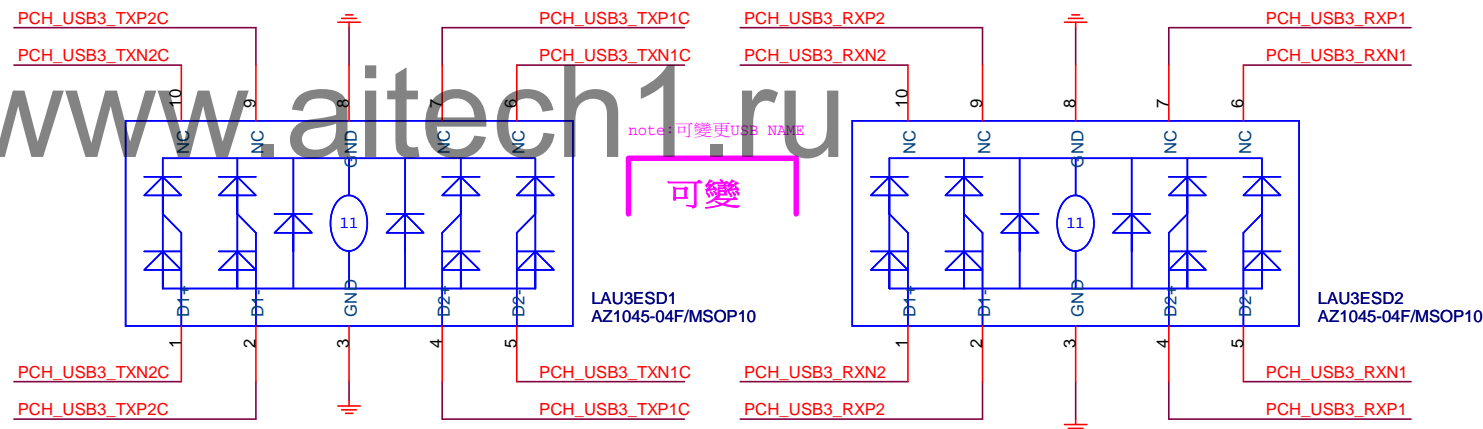 PCH_USB3_TXP2C PCH_USB3_TXP1C PCH_USB3_RXP2 PCH_USB3_RXP1
PCH_USB3_TXN2C PCH_USB3_TXN1C PCH_USB3_RXN2 PCH_USB3_RXN1
www.aitech1.ru
10 9 8 7 6 10 9 8 7 6
NC NC GND NC NC NC NC GND NC NC
note:可變更USB NAME
可變
11 11
D1+ D1- GND D2+ D2- D1+ D1- GND D2+ D2-
LAU3ESD1 LAU3ESD2
AZ1045-04F/MSOP10 AZ1045-04F/MSOP10
1 2 3 4 5 1 2 3 4 5
PCH_USB3_TXN2C PCH_USB3_TXN1C PCH_USB3_RXN2 PCH_USB3_RXN1
PCH_USB3_TXP2C PCH_USB3_TXP1C PCH_USB3_RXP2 PCH_USB3_RXP1